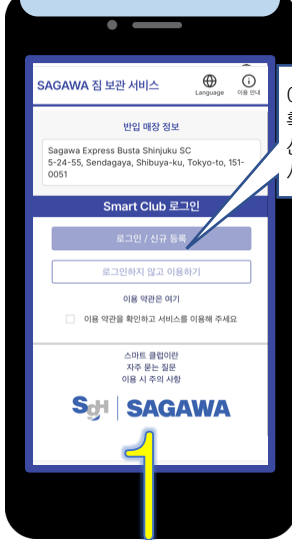 SAGAWA 짐 보관 서비스
Language
이용 안내
반입 매장 정보
Sagawa Express Busta Shinjuku SC
5-24-55, Sendagaya, Shibuya-ku, Tokyo-to, 151-
0051
Smart Club 로그인
로그인 / 신규 등록
로그인하지 않고 이용하기
이용 약관은 여기
이용 약관을 확인하고 서비스를 이용해 주세요
스마트 클럽이란
자주 묻는 질문
이용 시 주의 사항
SGH SAGAWA
1